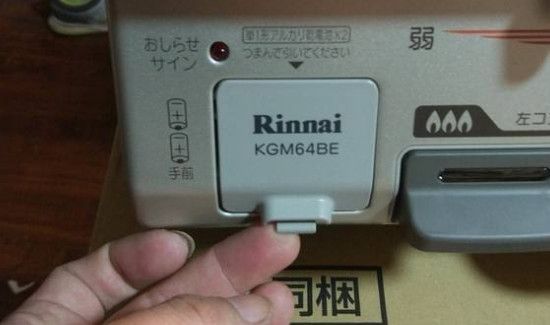 おしらせ
サイン
単1形アルカリ乾電池×2
つまんで引いてください
弱
Rinnai
KGM64BE
手前
左コ
同梱